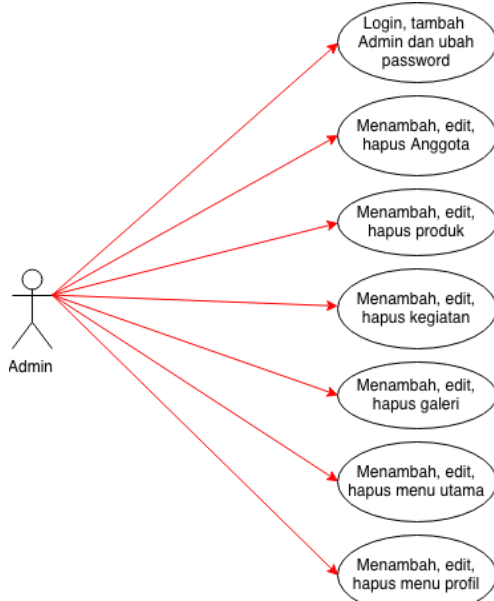 Login, tambah
Admin dan ubah
password
Menambah, edit,
hapus Anggota
Menambah, edit,
hapus produk
Menambah, edit,
hapus kegiatan
Admin
Menambah, edit,
hapus galeri
Menambah, edit,
hapus menu utama
Menambah, edit,
hapus menu profil